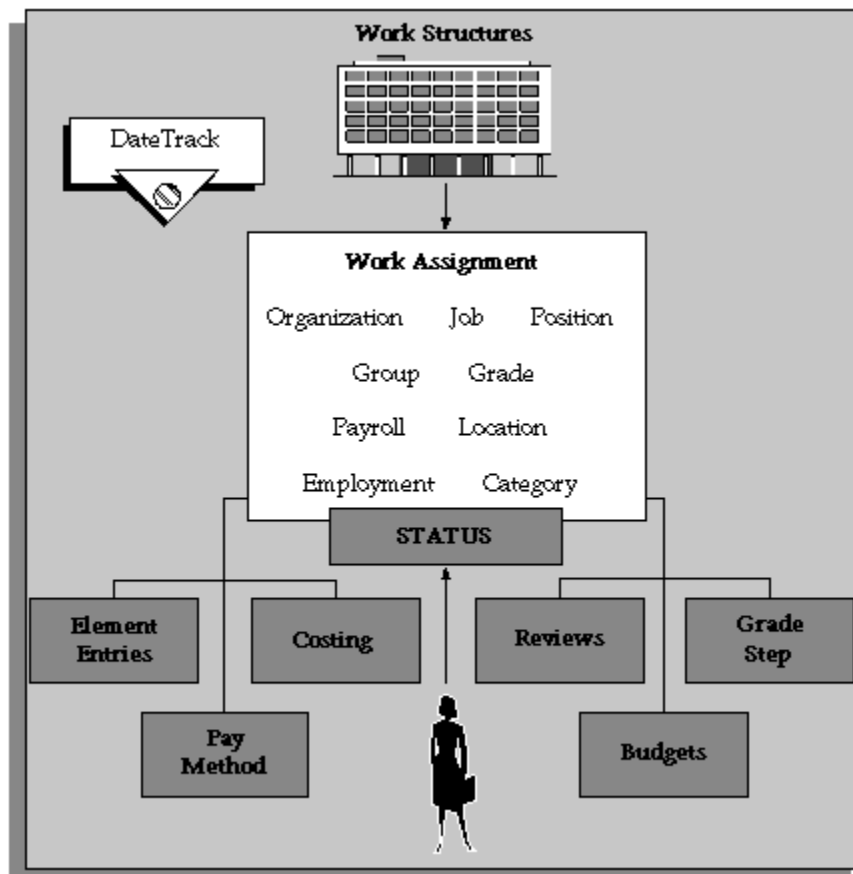 Work Structures
DateTrack
Work Assignment
Organization Job Position
Group Grade
Payroll Location
Employment Category
STATUS
Element
Entries
Costing
Reviews
Grade
Step
Pay
Method
Budgets